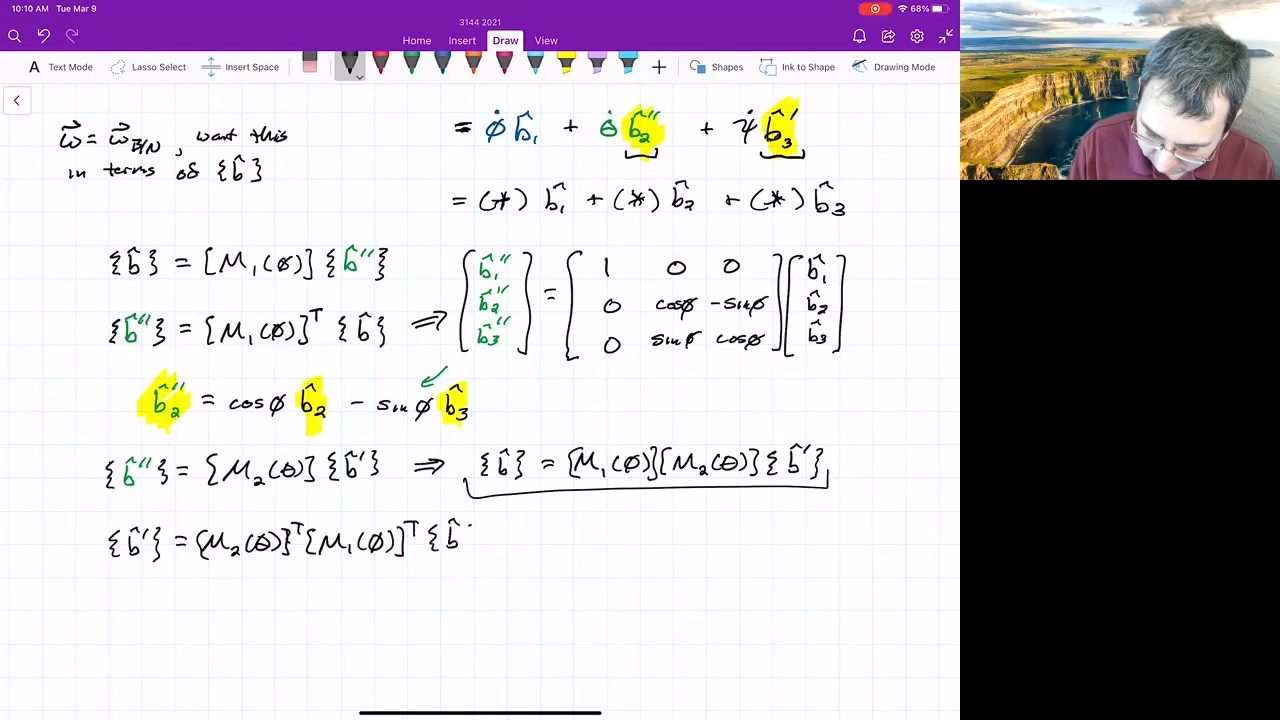 10:10 AM Tue Mar 9
68%
3144 2021
Home Insert Draw View
Text Mode Lasso Select Insert Space Shapes Ink to Shape Drawing Mode
ω⃗ = ω⃗_B/N , want this
in terms of {b̂}
= φ̇ b̂₁ + θ̇ b̂₂'' + ψ̇ b̂₃'
= (*) b̂₁ + (*) b̂₂ + (*) b̂₃
{b̂} = [M₁(φ)] {b̂''}
{b̂''} = [M₁(φ)]ᵀ {b̂} ⇒ [b̂₁'' b̂₂'' b̂₃''] = [1 0 0; 0 cosφ -sinφ; 0 sinφ cosφ] [b̂₁ b̂₂ b̂₃]
b̂₂'' = cosφ b̂₂ - sinφ b̂₃
{b̂''} = [M₂(θ)] {b̂'} ⇒ {b̂} = [M₁(φ)][M₂(θ)]{b̂'}
{b̂'} = [M₂(θ)]ᵀ[M₁(φ)]ᵀ {b̂